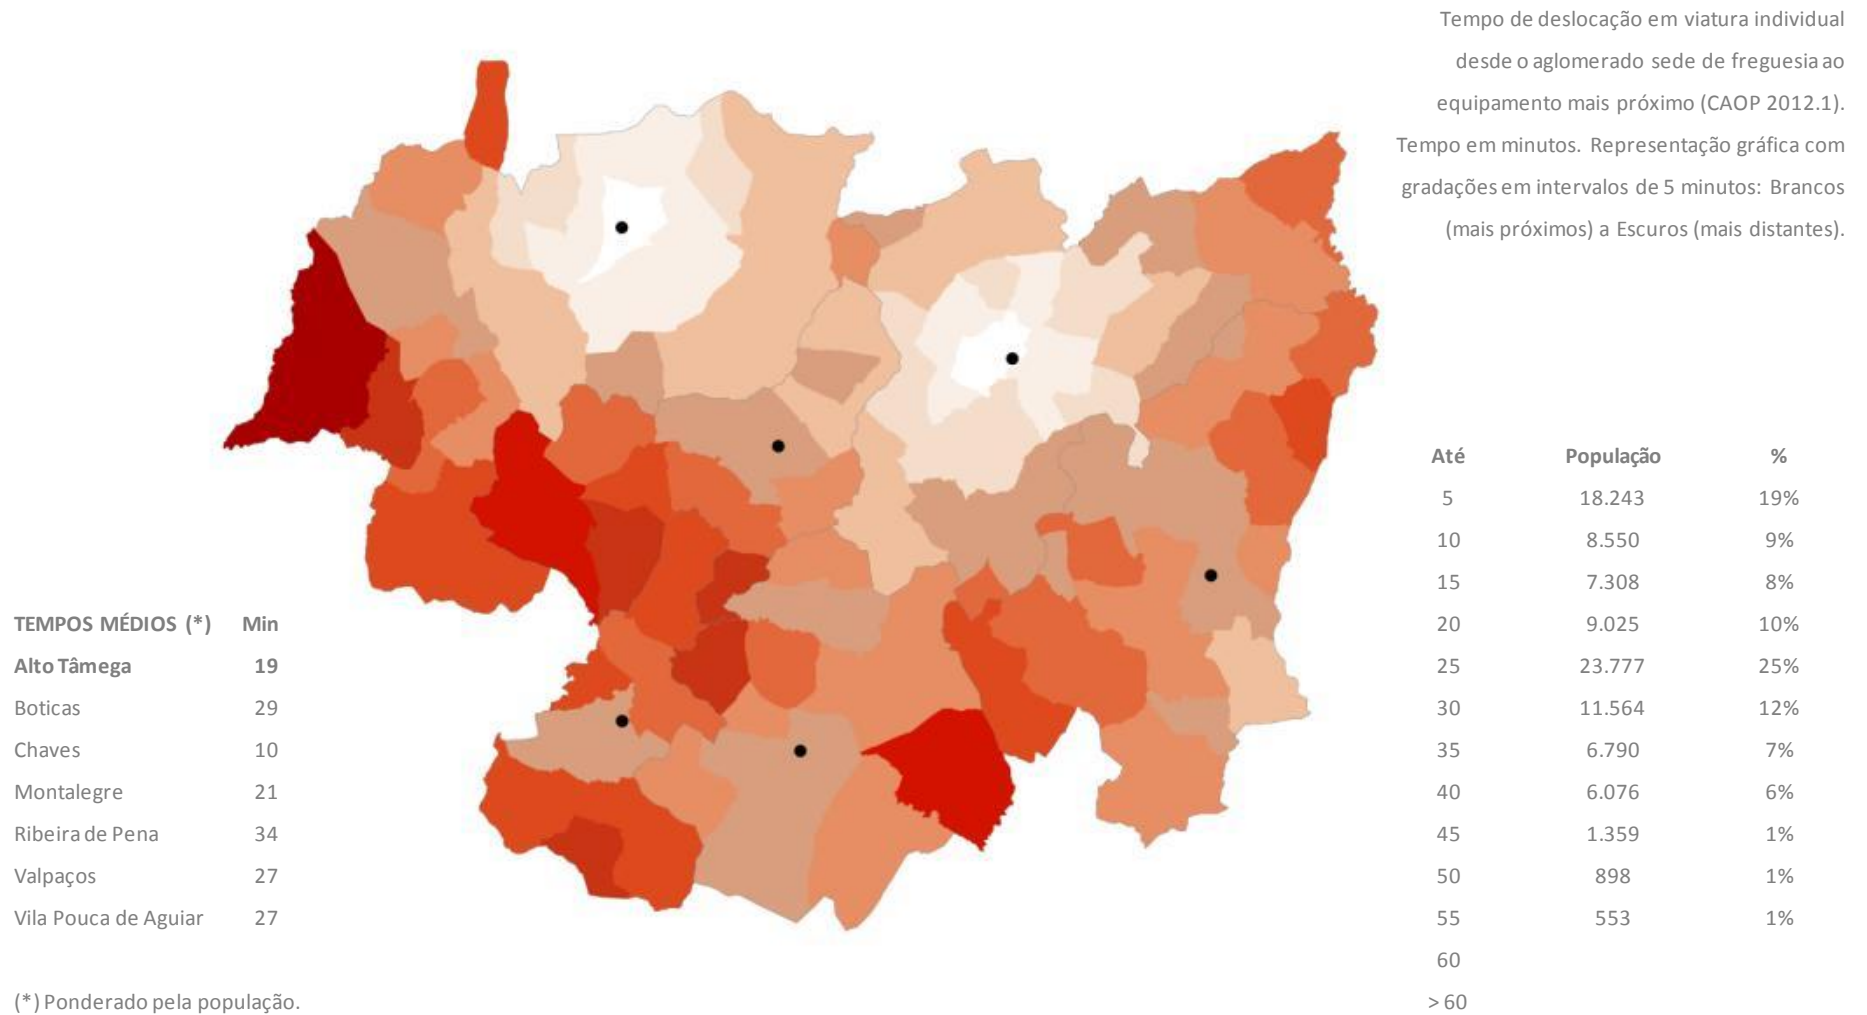 Tempo de deslocação em viatura individual
desde o aglomerado sede de freguesia ao
equipamento mais próximo (CAOP 2012.1).
Tempo em minutos. Representação gráfica com
gradações em intervalos de 5 minutos: Brancos
(mais próximos) a Escuros (mais distantes).
TEMPOS MÉDIOS (*) Min
Alto Tâmega 19
Boticas 29
Chaves 10
Montalegre 21
Ribeira de Pena 34
Valpaços 27
Vila Pouca de Aguiar 27
(*) Ponderado pela população.
Até População %
5 18.243 19%
10 8.550 9%
15 7.308 8%
20 9.025 10%
25 23.777 25%
30 11.564 12%
35 6.790 7%
40 6.076 6%
45 1.359 1%
50 898 1%
55 553 1%
60
> 60